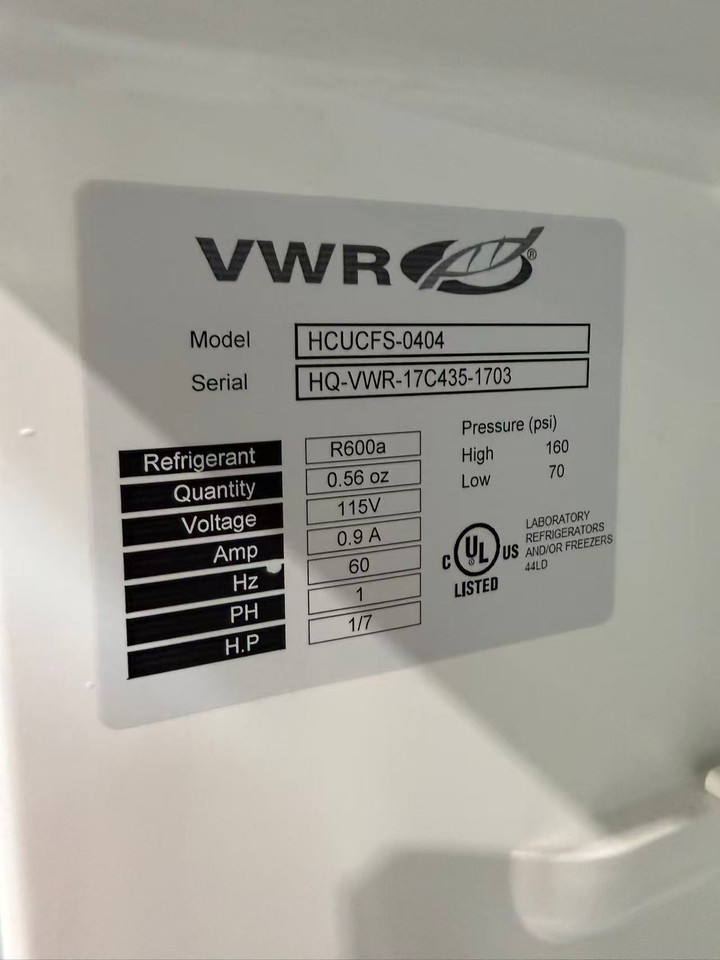 VWR®
Model HCUCFS-0404
Serial HQ-VWR-17C435-1703
Refrigerant R600a
Quantity 0.56 oz
Voltage 115V
Amp 0.9 A
Hz 60
PH 1
H.P 1/7
Pressure (psi)
High 160
Low 70
C UL US
LISTED
LABORATORY
REFRIGERATORS
AND/OR FREEZERS
44LD